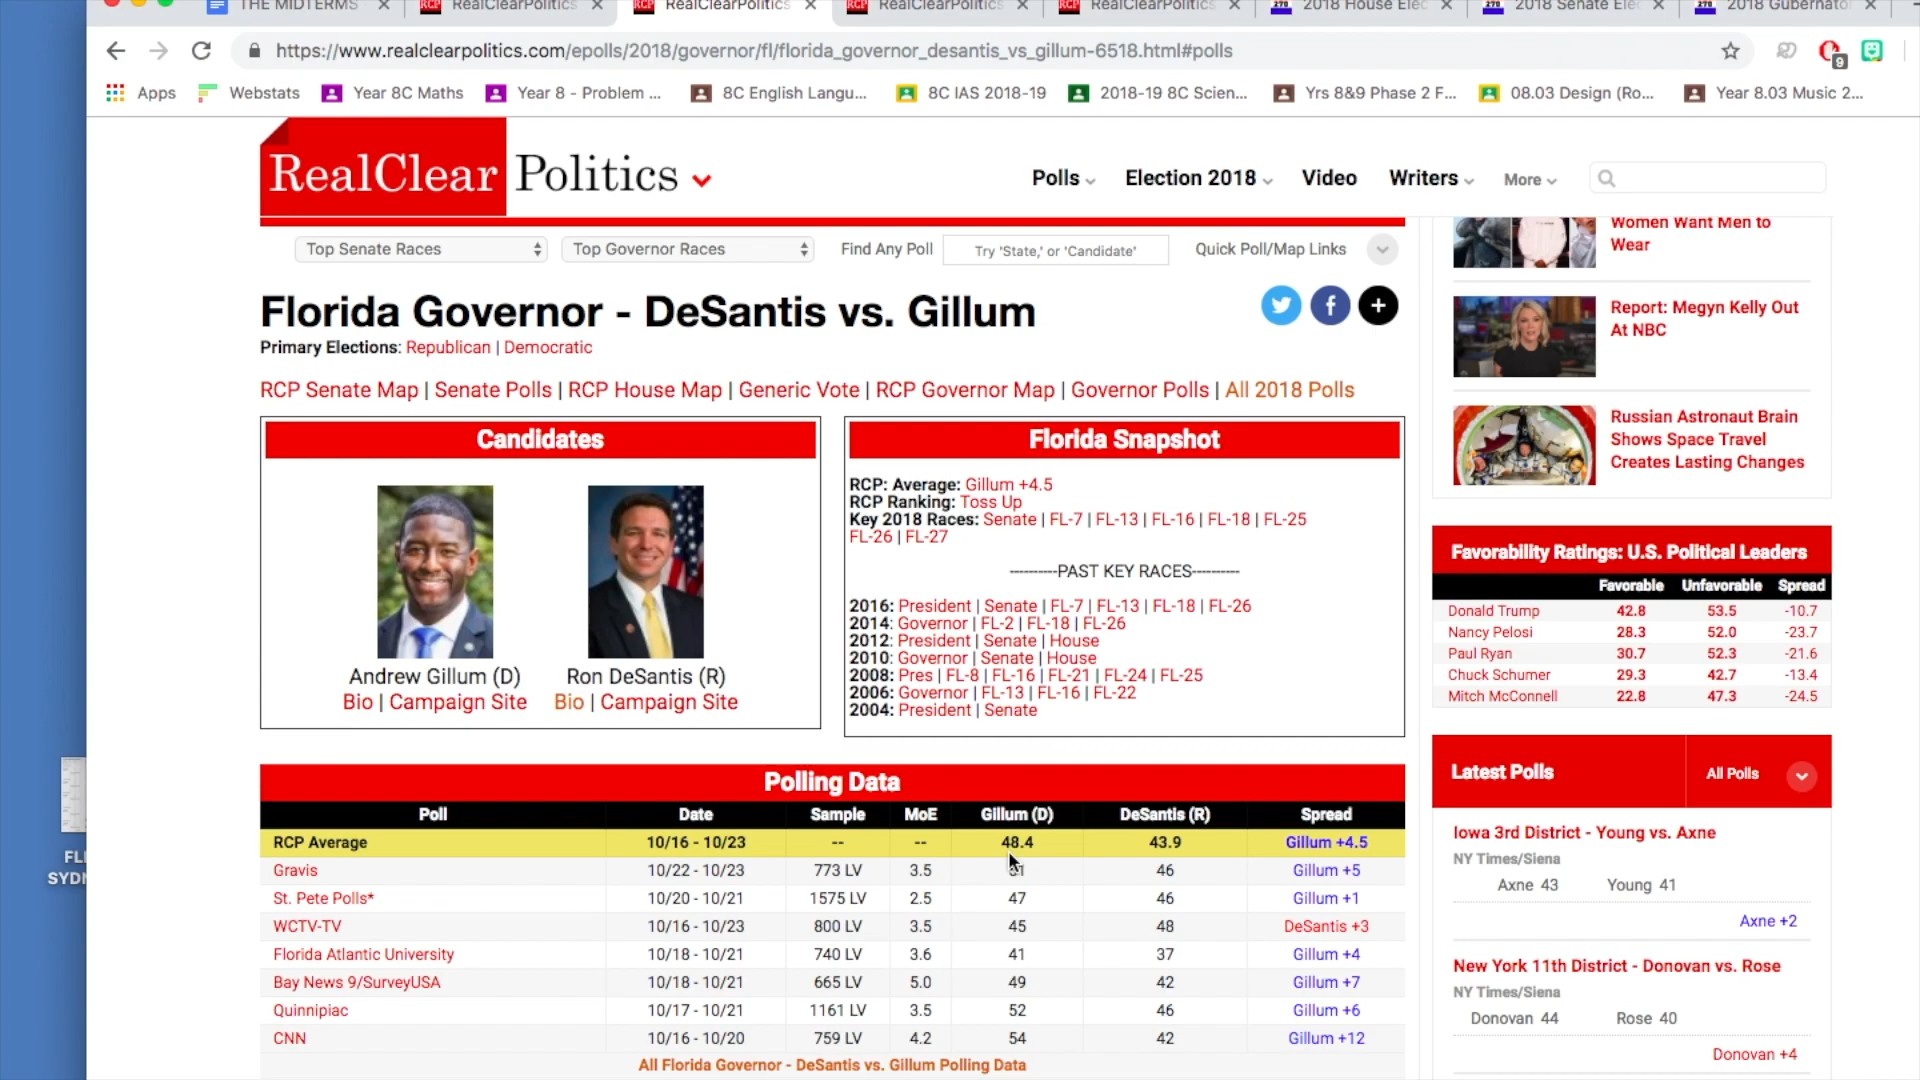 THE MIDTERMS
RealClearPolitics
RealClearPolitics
RealClearPolitics
RealClearPolitics
2018 House Elec
2018 Senate Elec
2018 Gubernator
https://www.realclearpolitics.com/epolls/2018/governor/fl/florida_governor_desantis_vs_gillum-6518.html#polls
9
Apps Webstats Year 8C Maths Year 8 - Problem ... 8C English Langu... 8C IAS 2018-19 2018-19 8C Scien... Yrs 8&9 Phase 2 F... 08.03 Design (Ro... Year 8.03 Music 2...
RealClear Politics
Polls Election 2018 Video Writers More
Top Senate Races Top Governor Races Find Any Poll Try 'State,' or 'Candidate' Quick Poll/Map Links
Florida Governor - DeSantis vs. Gillum
Primary Elections: Republican | Democratic
RCP Senate Map | Senate Polls | RCP House Map | Generic Vote | RCP Governor Map | Governor Polls | All 2018 Polls
Candidates
Andrew Gillum (D)
Bio | Campaign Site
Ron DeSantis (R)
Bio | Campaign Site
Florida Snapshot
RCP: Average: Gillum +4.5
RCP Ranking: Toss Up
Key 2018 Races: Senate | FL-7 | FL-13 | FL-16 | FL-18 | FL-25
FL-26 | FL-27
----------PAST KEY RACES----------
2016: President | Senate | FL-7 | FL-13 | FL-18 | FL-26
2014: Governor | FL-2 | FL-18 | FL-26
2012: President | Senate | House
2010: Governor | Senate | House
2008: Pres | FL-8 | FL-16 | FL-21 | FL-24 | FL-25
2006: Governor | FL-13 | FL-16 | FL-22
2004: President | Senate
Polling Data
Poll Date Sample MoE Gillum (D) DeSantis (R) Spread
RCP Average 10/16 - 10/23 -- -- 48.4 43.9 Gillum +4.5
Gravis 10/22 - 10/23 773 LV 3.5 46 Gillum +5
St. Pete Polls* 10/20 - 10/21 1575 LV 2.5 47 46 Gillum +1
WCTV-TV 10/16 - 10/23 800 LV 3.5 45 48 DeSantis +3
Florida Atlantic University 10/18 - 10/21 740 LV 3.6 41 37 Gillum +4
Bay News 9/SurveyUSA 10/18 - 10/21 665 LV 5.0 49 42 Gillum +7
Quinnipiac 10/17 - 10/21 1161 LV 3.5 52 46 Gillum +6
CNN 10/16 - 10/20 759 LV 4.2 54 42 Gillum +12
All Florida Governor - DeSantis vs. Gillum Polling Data
Women Want Men to
Wear
Report: Megyn Kelly Out
At NBC
Russian Astronaut Brain
Shows Space Travel
Creates Lasting Changes
Favorability Ratings: U.S. Political Leaders
Favorable Unfavorable Spread
Donald Trump 42.8 53.5 -10.7
Nancy Pelosi 28.3 52.0 -23.7
Paul Ryan 30.7 52.3 -21.6
Chuck Schumer 29.3 42.7 -13.4
Mitch McConnell 22.8 47.3 -24.5
Latest Polls All Polls
Iowa 3rd District - Young vs. Axne
NY Times/Siena
Axne 43 Young 41
Axne +2
New York 11th District - Donovan vs. Rose
NY Times/Siena
Donovan 44 Rose 40
Donovan +4
FLI
SYDN